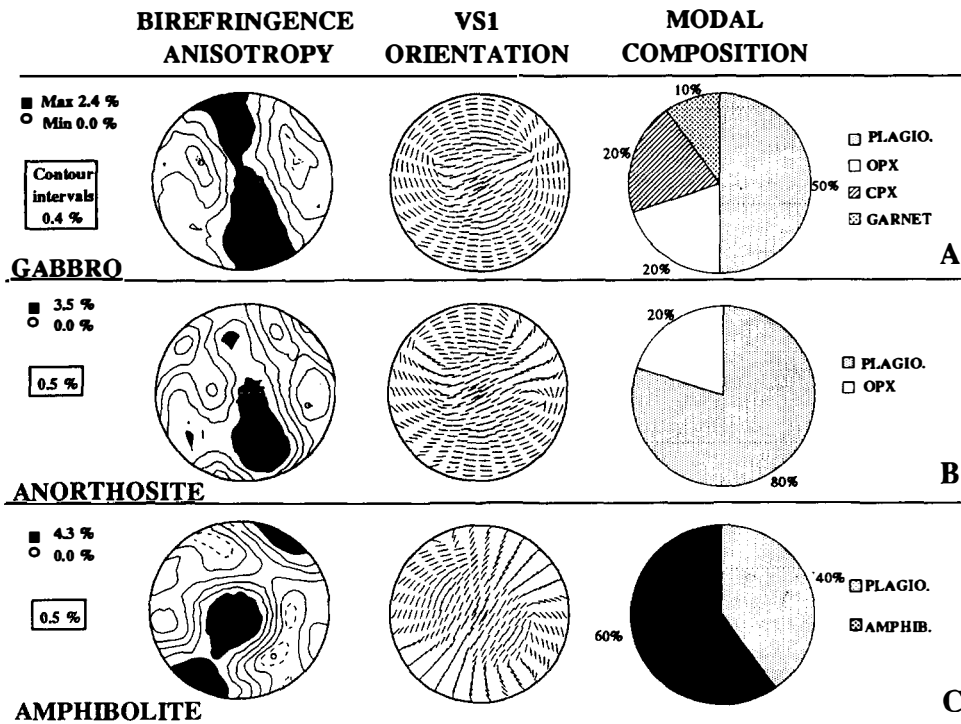 BIREFRINGENCE
ANISOTROPY
VS1
ORIENTATION
MODAL
COMPOSITION
Max 2.4 %
Min 0.0 %
Contour
intervals
0.4 %
GABBRO
10%
20%
20%
50%
PLAGIO.
OPX
CPX
GARNET
A
3.5 %
0.0 %
0.5 %
ANORTHOSITE
20%
80%
PLAGIO.
OPX
B
4.3 %
0.0 %
0.5 %
AMPHIBOLITE
60%
40%
PLAGIO.
AMPHIB.
C